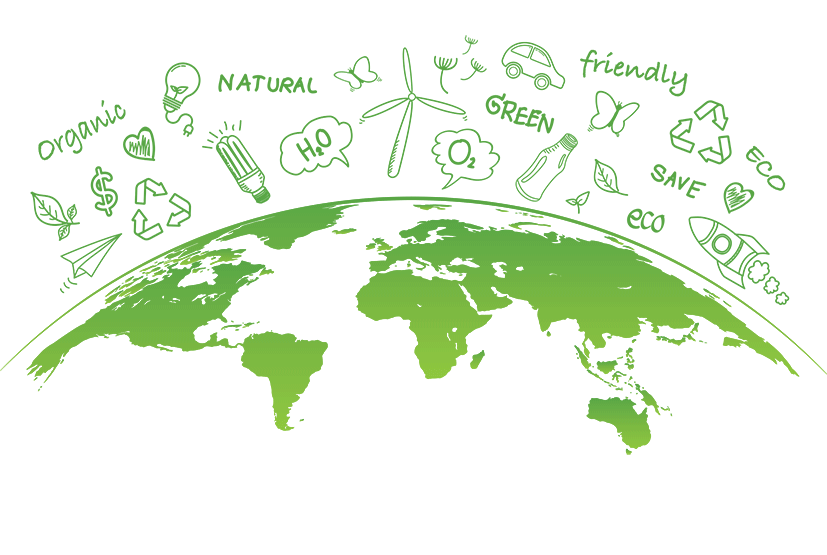 organic
NATURAL
H2O
$
O2
GREEN
friendly
SAVE
ECO
eco